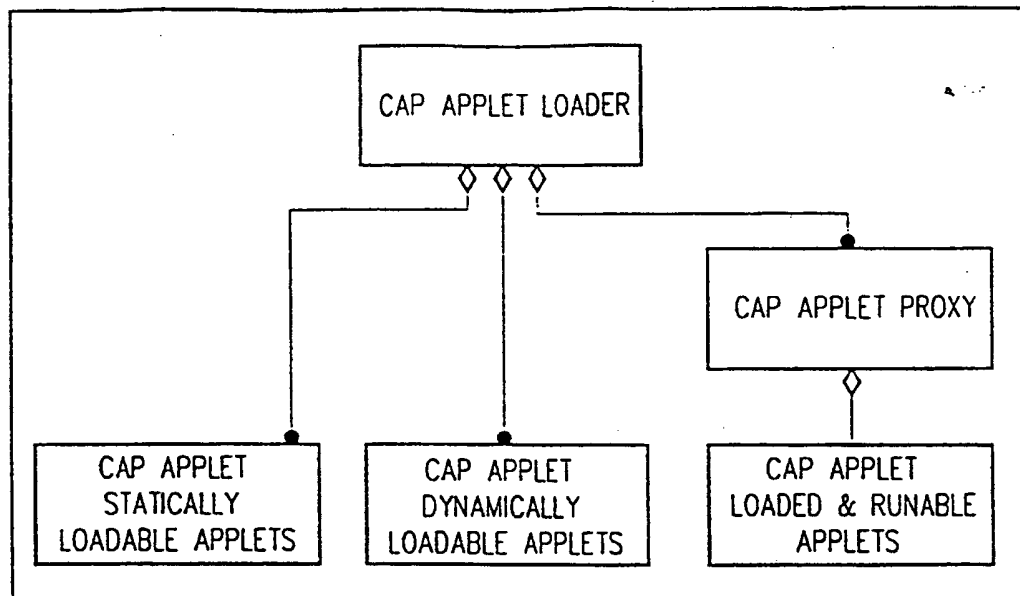 CAP APPLET LOADER
CAP APPLET PROXY
CAP APPLET
STATICALLY
LOADABLE APPLETS
CAP APPLET
DYNAMICALLY
LOADABLE APPLETS
CAP APPLET
LOADED & RUNABLE
APPLETS